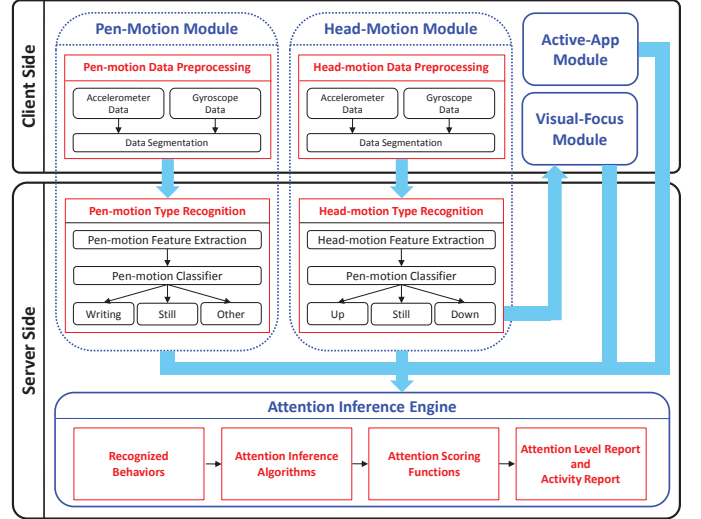 Client Side
Pen-Motion Module
Pen-motion Data Preprocessing
Accelerometer
Data
Gyroscope
Data
Data Segmentation
Head-Motion Module
Head-motion Data Preprocessing
Accelerometer
Data
Gyroscope
Data
Data Segmentation
Active-App
Module
Visual-Focus
Module
Server Side
Pen-motion Type Recognition
Pen-motion Feature Extraction
Pen-motion Classifier
Writing
Still
Other
Head-motion Type Recognition
Head-motion Feature Extraction
Pen-motion Classifier
Up
Still
Down
Attention Inference Engine
Recognized
Behaviors
Attention Inference
Algorithms
Attention Scoring
Functions
Attention Level Report
and
Activity Report